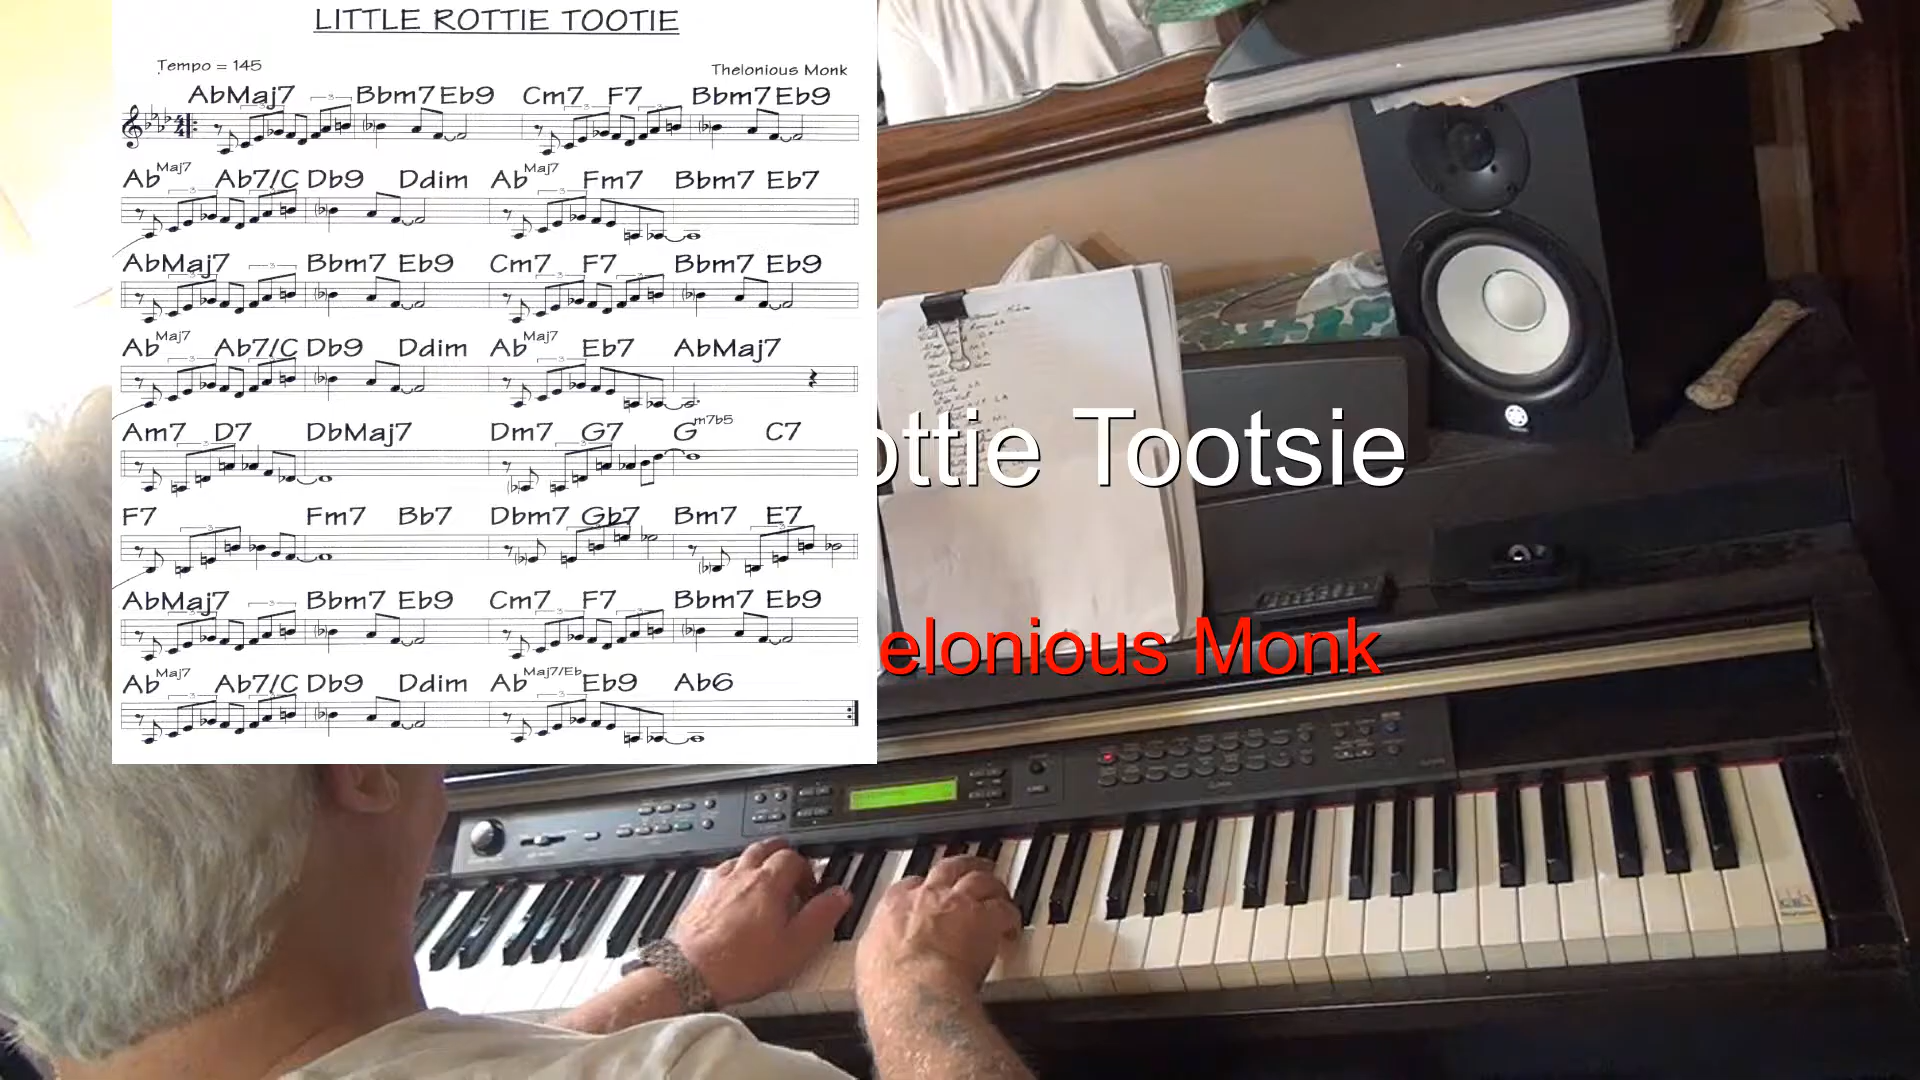 LITTLE ROTTIE TOOTIE
Tempo = 145
Thelonious Monk
AbMaj7 Bbm7 Eb9 Cm7 F7 Bbm7 Eb9
AbMaj7 Ab7/C Db9 Ddim AbMaj7 Fm7 Bbm7 Eb7
AbMaj7 Bbm7 Eb9 Cm7 F7 Bbm7 Eb9
AbMaj7 Ab7/C Db9 Ddim AbMaj7 Eb7 AbMaj7
Am7 D7 DbMaj7 Dm7 G7 Gm7b5 C7
F7 Fm7 Bb7 Dbm7 Gb7 Bm7 E7
AbMaj7 Bbm7 Eb9 Cm7 F7 Bbm7 Eb9
AbMaj7 Ab7/C Db9 Ddim AbMaj7/Eb Eb9 Ab6
ottie Tootsie
elonious Monk